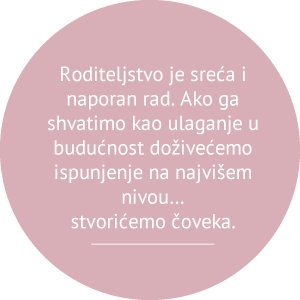 Roditeljstvo je sreća i
naporan rad. Ako ga
shvatimo kao ulaganje u
budućnost doživećemo
ispunjenje na najvišem
nivou...
stvorićemo čoveka.